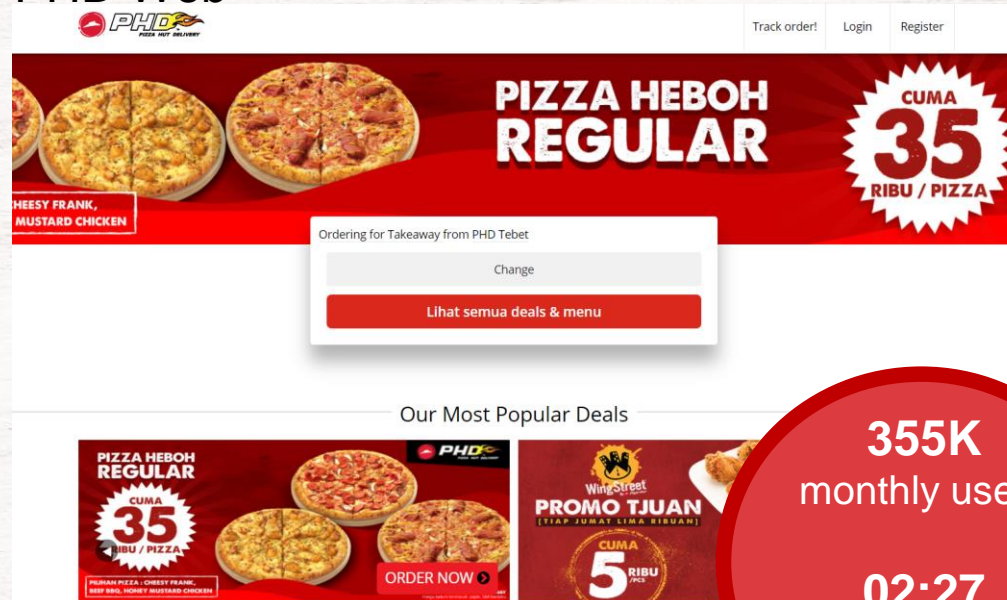 PHD Web
PHD
PIZZA HUT DELIVERY
Track order!
Login
Register
PIZZA HEBOH
REGULAR
CUMA
35
RIBU / PIZZA
CHEESY FRANK,
MUSTARD CHICKEN
Ordering for Takeaway from PHD Tebet
Change
Lihat semua deals & menu
Our Most Popular Deals
PIZZA HEBOH
REGULAR
CUMA
35
RIBU / PIZZA
PILIHAN PIZZA : CHEESY FRANK,
BEEF BBQ, HONEY MUSTARD CHICKEN
PHD
ORDER NOW
WingStreet
PROMO TJUAN
[TIAP JUMAT LIMA RIBUAN]
CUMA
5 RIBU
/PCS
355K
monthly use
02:27